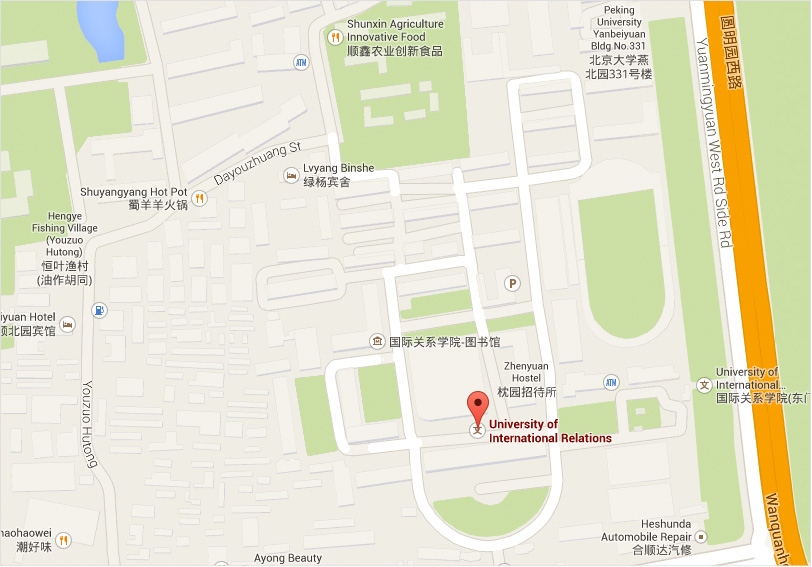 Shunxin Agriculture
Innovative Food
顺鑫农业创新食品
Peking
University
Yanbeiyuan
Bldg No.331
北京大学燕
北园331号楼
圆明园西路
Yuanmingyuan West Rd Side Rd
ATM
Dayouzhuang St
Lvyang Binshe
绿杨宾舍
Shuyangyang Hot Pot
蜀羊羊火锅
Hengye
Fishing Village
(Youzuo
Hutong)
恒叶渔村
(油作胡同)
P
iyuan Hotel
颐北园宾馆
国际关系学院-图书馆
Zhenyuan
Hostel
枕园招待所
ATM
文
University of
International...
国际关系学院(东门
Youzuo Hutong
文
University of
International Relations
Wanquanhe
Heshunda
Automobile Repair
合顺达汽修
haohaowei
潮好味
Ayong Beauty